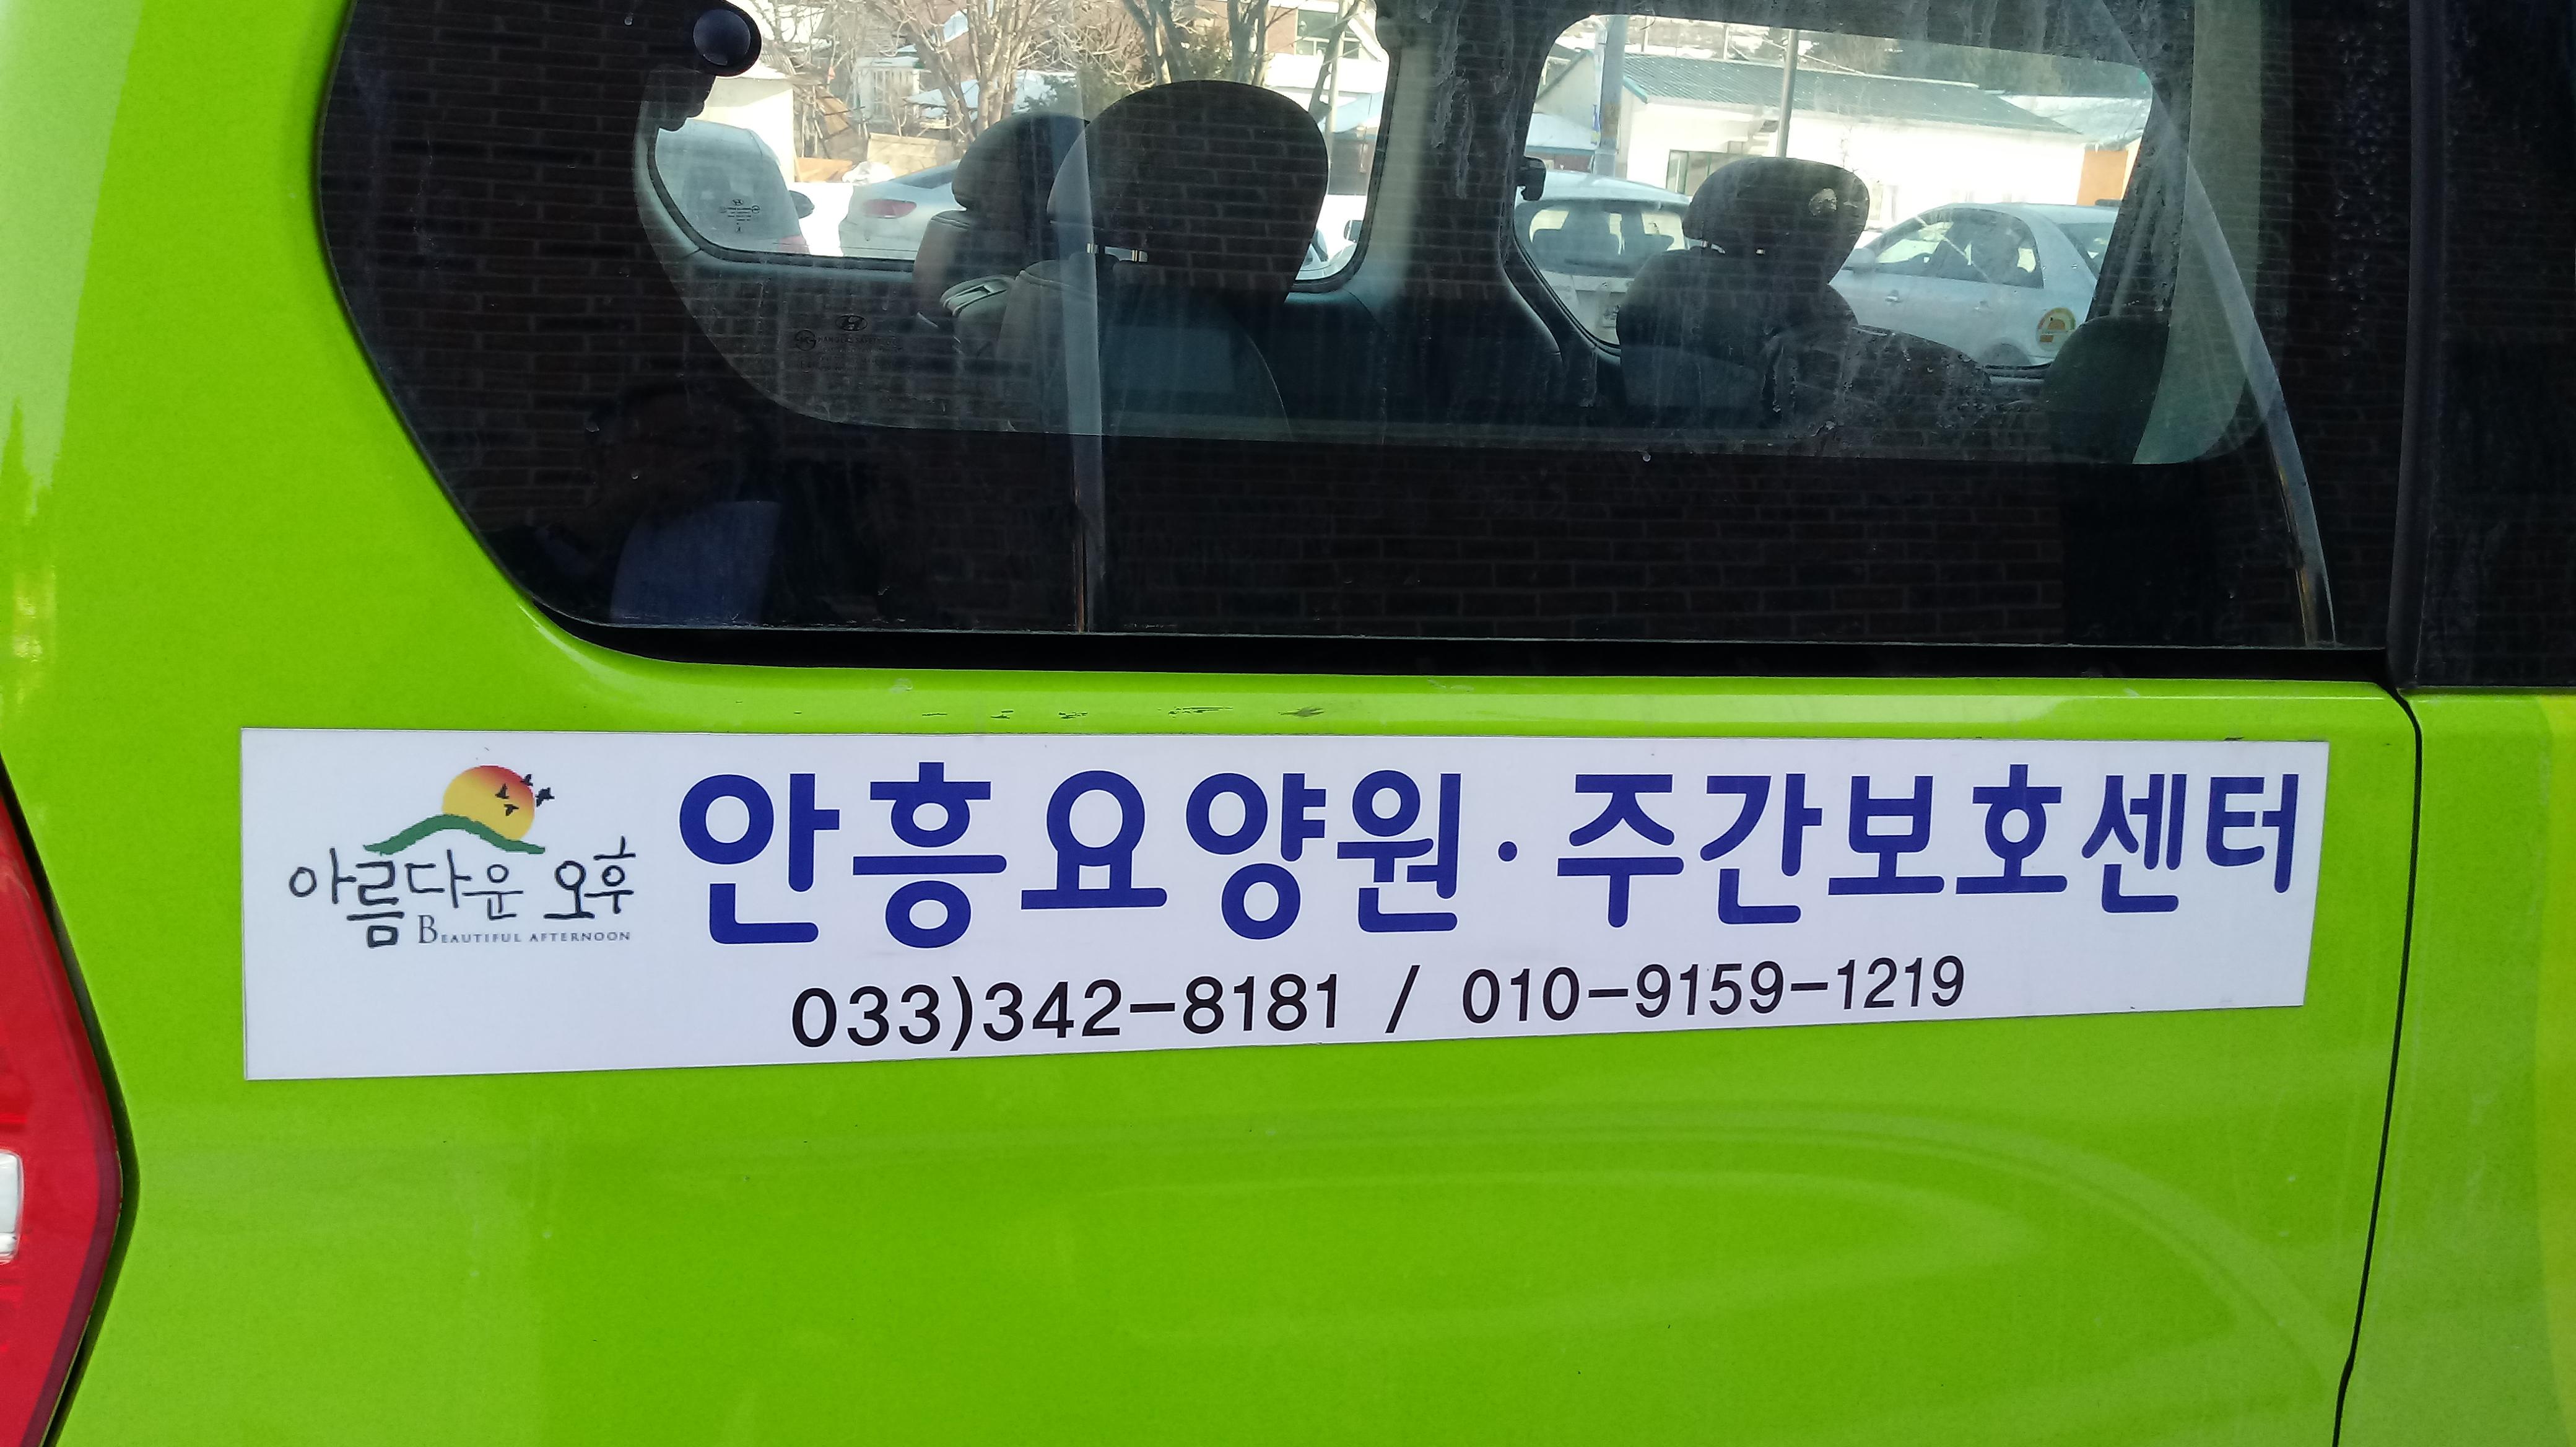 아름다운 오후
BEAUTIFUL AFTERNOON
안흥요양원·주간보호센터
033)342-8181 / 010-9159-1219